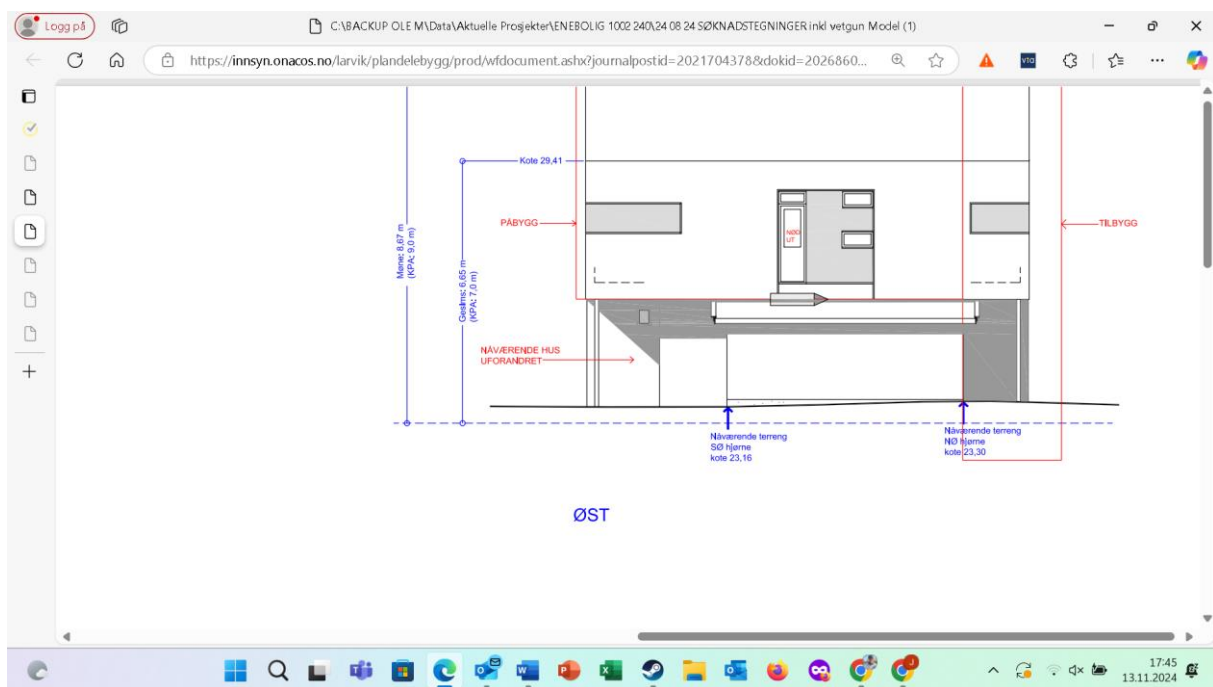 Logg på
C:\BACKUP OLE M\Data\Aktuelle Prosjekter\ENEBOLIG 1002 240\24 08 24 SØKNADSTEGNINGER inkl vetgun Model (1)
https://innsyn.onacos.no/larvik/plandelebygg/prod/wfdocument.ashx?journalpostid=2021704378&dokid=2026860...
vta
Kote 29,41
PÅBYGG
NØD
UT
TILBYGG
Møne: 8,67 m
(KPA: 9,0 m)
Gesims: 6,65 m
(KPA: 7,0 m)
NÅVÆRENDE HUS
UFORANDRET
Nåværende terreng
SØ hjørne
kote 23,16
Nåværende terreng
NØ hjørne
kote 23,30
ØST
17:45
13.11.2024